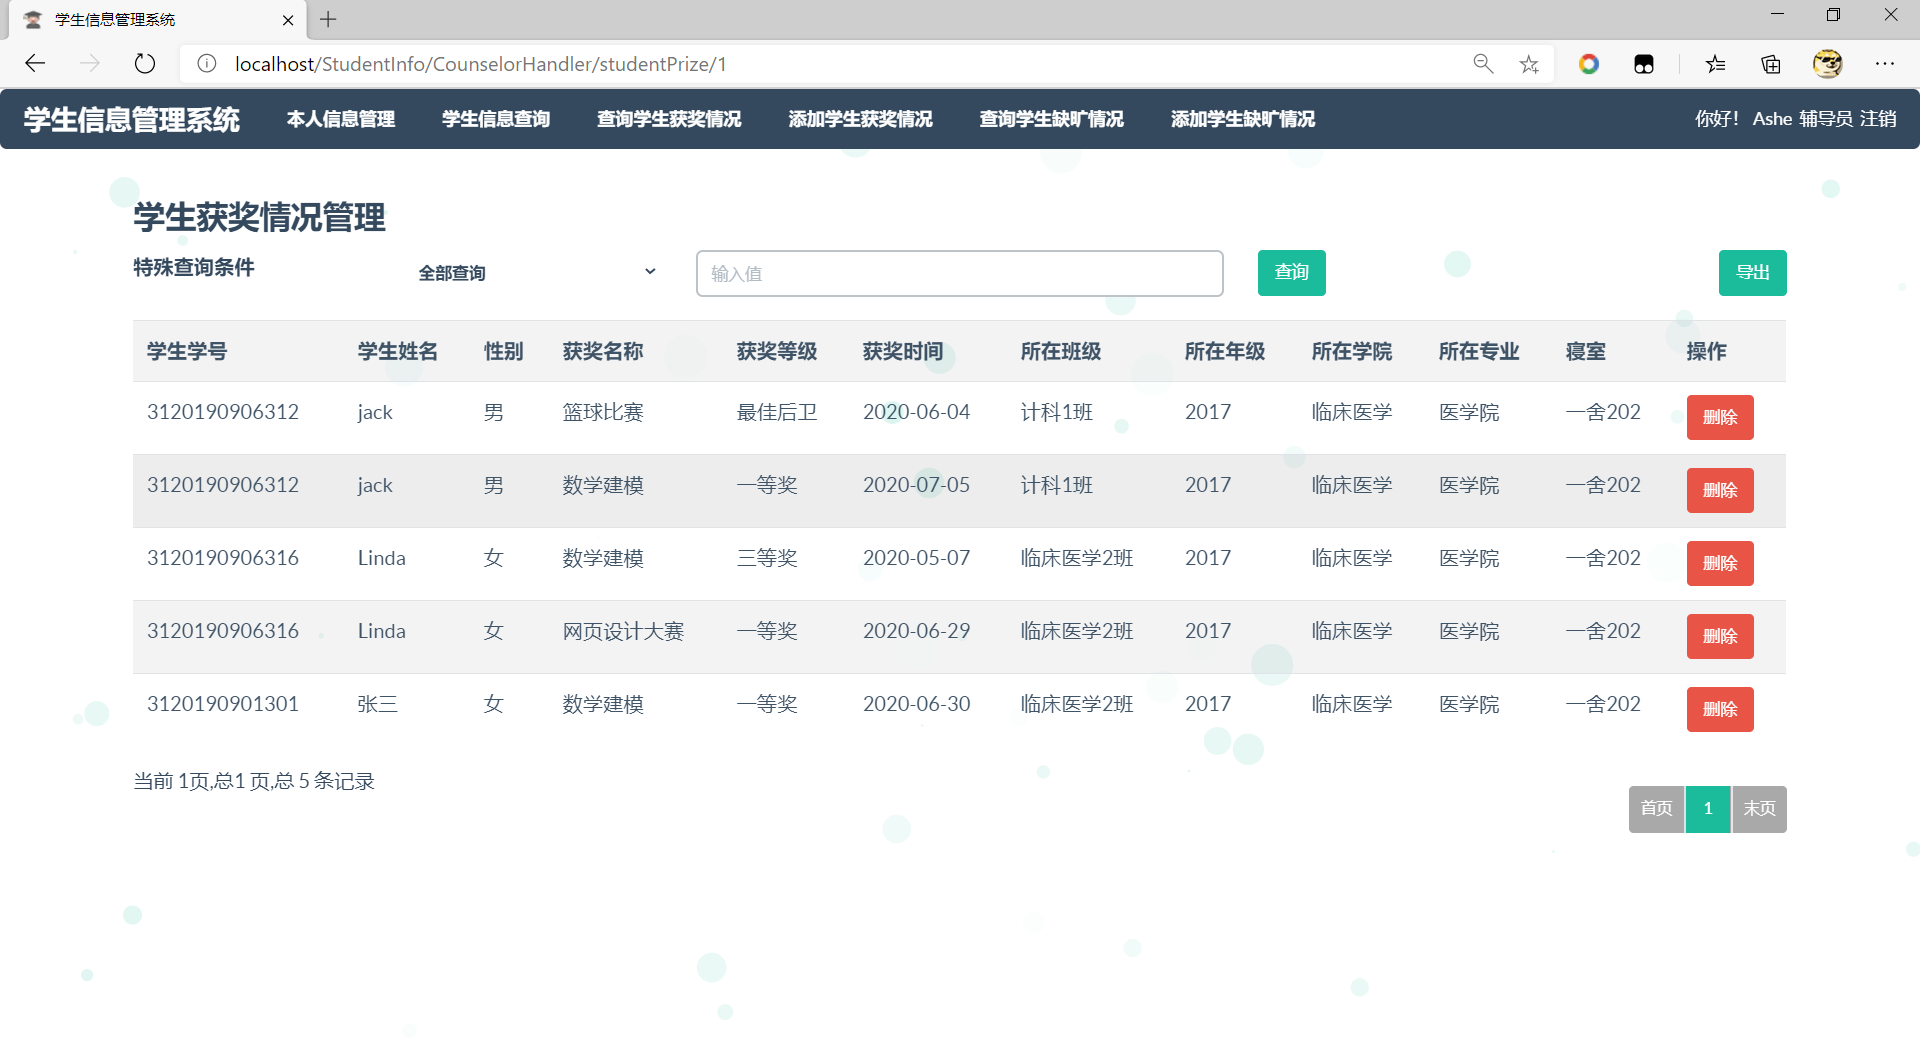 学生信息管理系统
localhost/StudentInfo/CounselorHandler/studentPrize/1
学生信息管理系统 本人信息管理 学生信息查询 查询学生获奖情况 添加学生获奖情况 查询学生缺旷情况 添加学生缺旷情况 你好! Ashe 辅导员 注销
学生获奖情况管理
特殊查询条件 全部查询 输入值 查询 导出
学生学号 学生姓名 性别 获奖名称 获奖等级 获奖时间 所在班级 所在年级 所在学院 所在专业 寝室 操作
3120190906312 jack 男 篮球比赛 最佳后卫 2020-06-04 计科1班 2017 临床医学 医学院 一舍202 删除
3120190906312 jack 男 数学建模 一等奖 2020-07-05 计科1班 2017 临床医学 医学院 一舍202 删除
3120190906316 Linda 女 数学建模 三等奖 2020-05-07 临床医学2班 2017 临床医学 医学院 一舍202 删除
3120190906316 Linda 女 网页设计大赛 一等奖 2020-06-29 临床医学2班 2017 临床医学 医学院 一舍202 删除
3120190901301 张三 女 数学建模 一等奖 2020-06-30 临床医学2班 2017 临床医学 医学院 一舍202 删除
当前 1页,总1 页,总 5 条记录
首页 1 末页